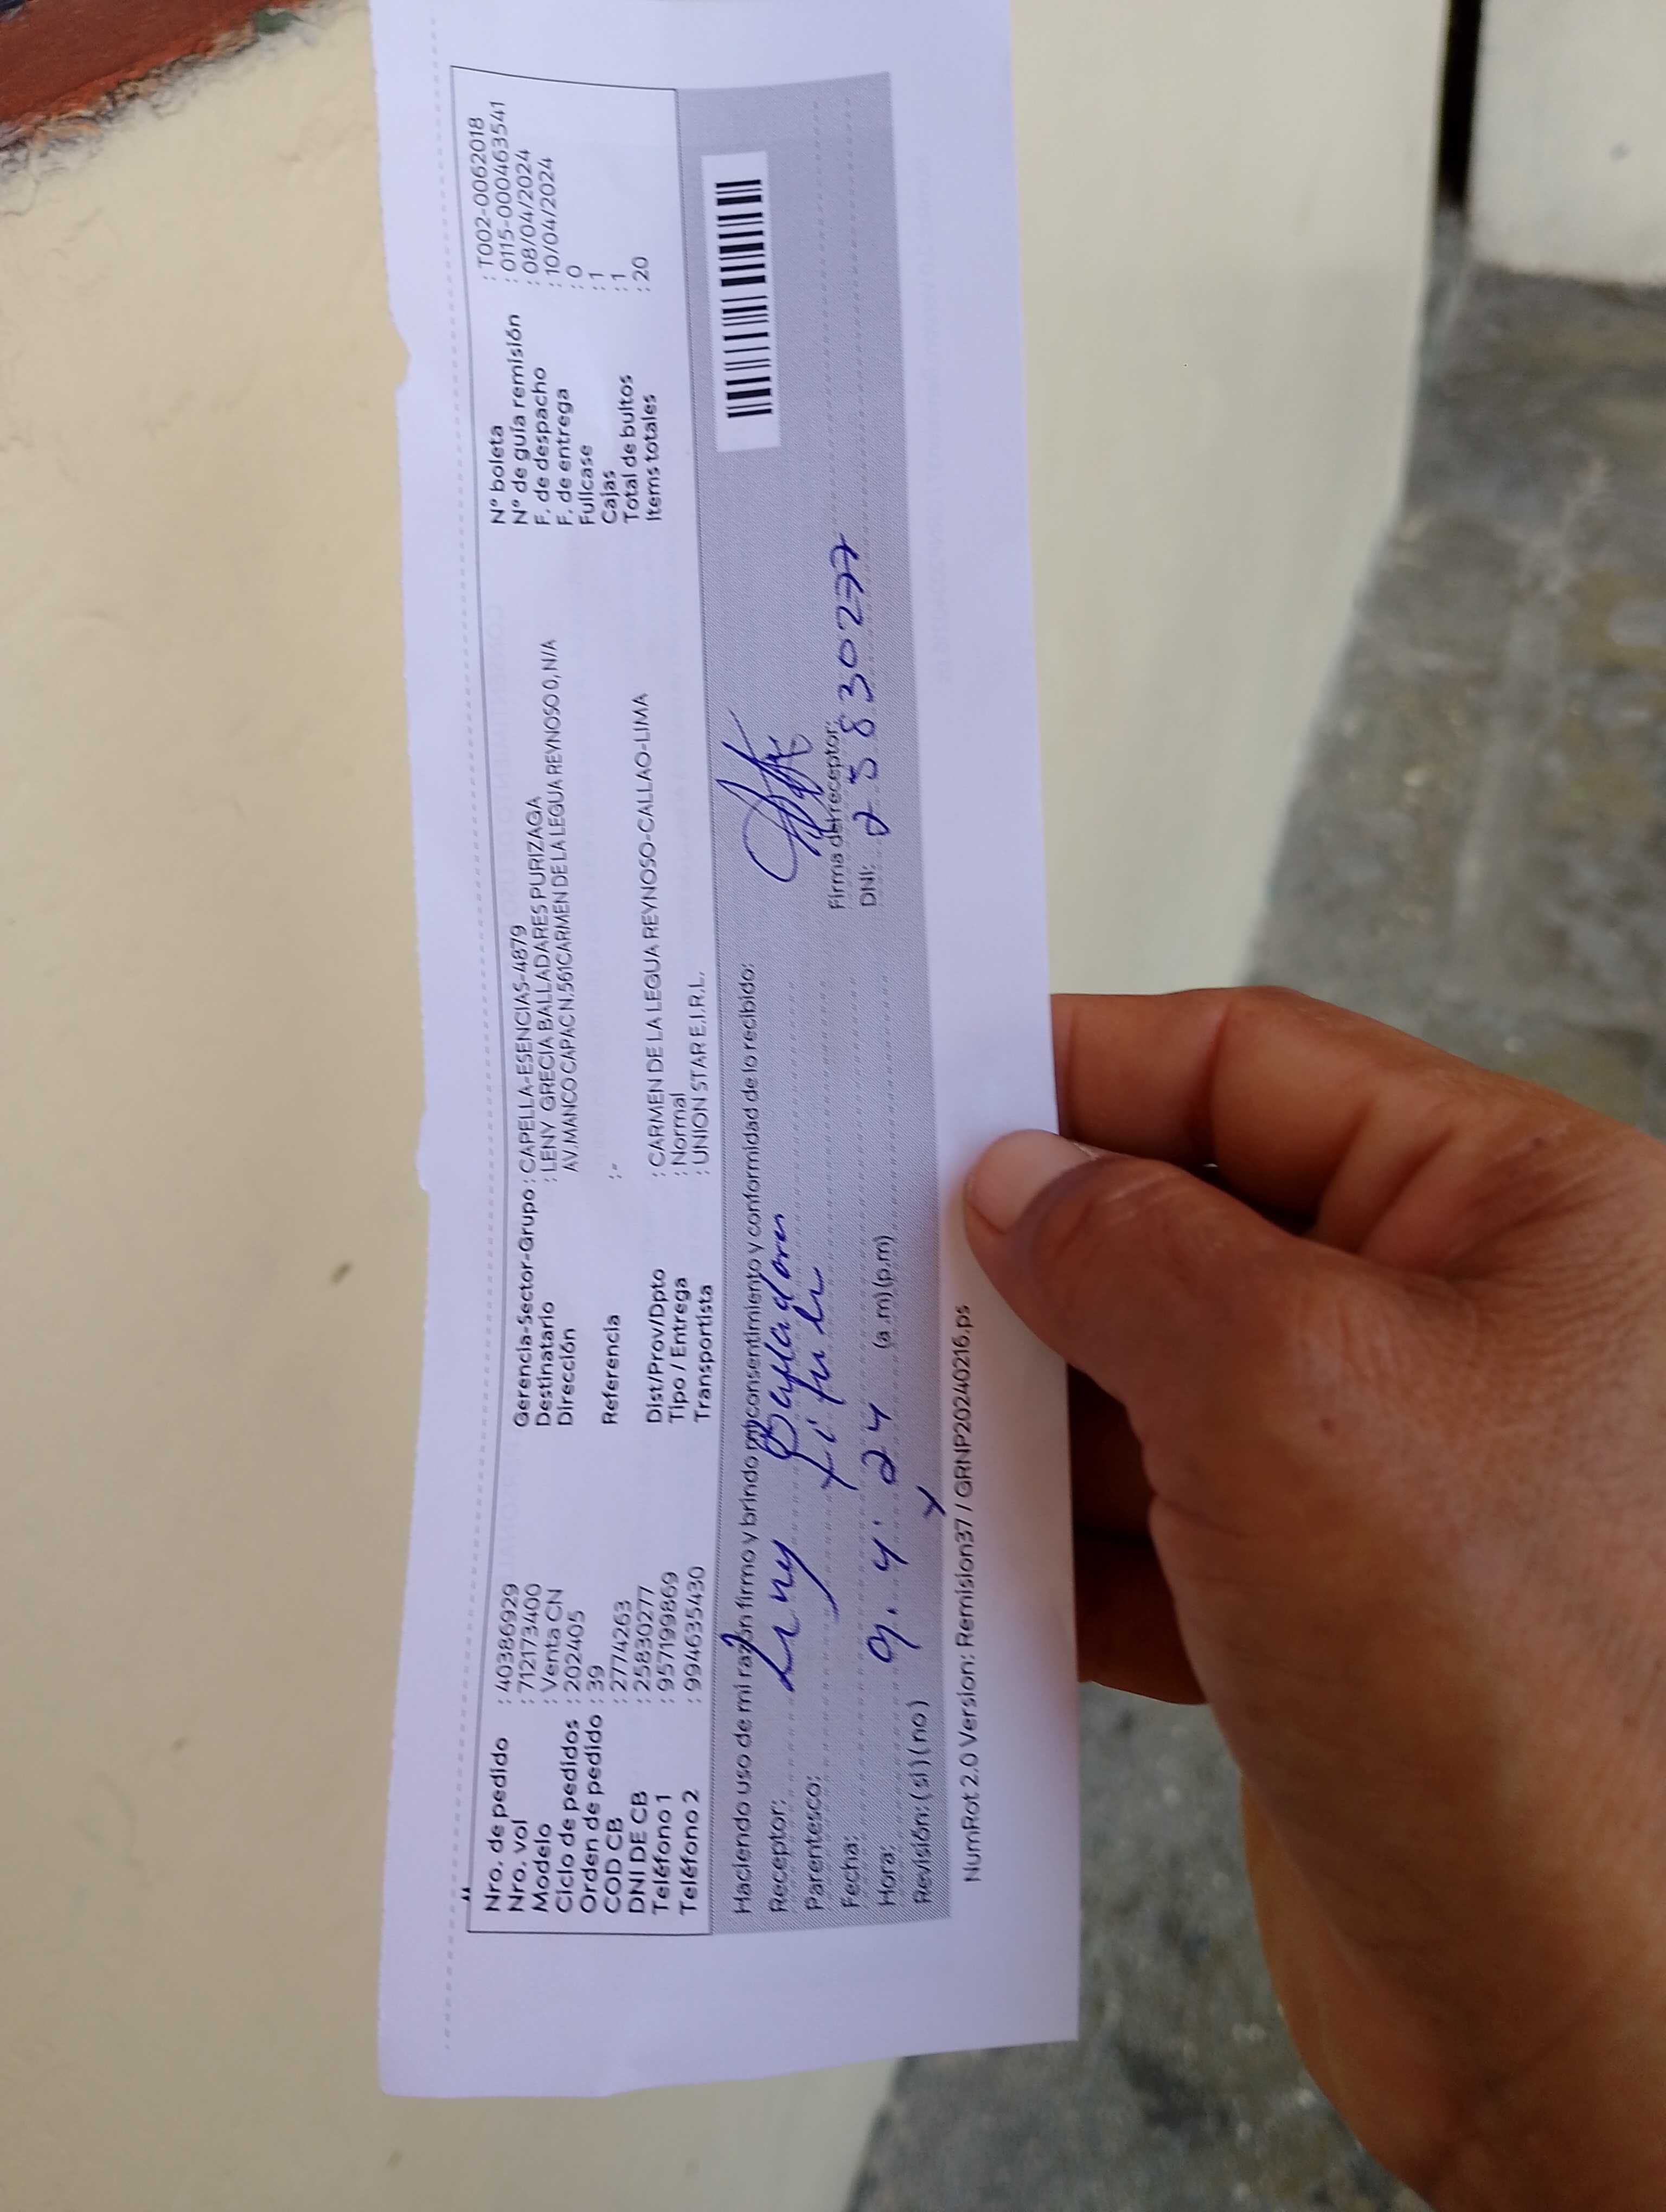 Nro. de pedido : 40386929
Nro. vol : 712173400
Modelo : Venta CN
Ciclo de pedidos : 202405
Orden de pedido : 39
COD CB : 2774263
DNI DE CB : 25830277
Teléfono 1 : 957199869
Teléfono 2 : 994635430
Gerencia-Sector-Grupo : CAPELLA-ESENCIAS-4879
Destinatario : LENY GRECIA BALLADARES PURIZAGA
Dirección AV.MANCO CAPAC N.561CARMEN DE LA LEGUA REYNOSO 0, N/A
Referencia :-
Dist/Prov/Dpto : CARMEN DE LA LEGUA REYNOSO-CALLAO-LIMA
Tipo / Entrega : Normal
Transportista : UNION STAR E.I.R.L.
N° boleta : T002-0062018
N° de guía remisión : 0115-000463541
F. de despacho : 08/04/2024
F. de entrega : 10/04/2024
Fullcase : 0
Cajas : 1
Total de bultos : 1
Items totales : 20
Haciendo uso de mi razón firmo y brindo mi consentimiento y conformidad de lo recibido:
Receptor: Leny Balladares
Parentesco: titular
Fecha: 9. 4. 24
Hora: (a.m) (p.m)
Revisión: (si) (no) x
Firma del receptor:
DNI: 25830277
NumRot 2.0 Version: Remision37 / GRNP20240216.ps